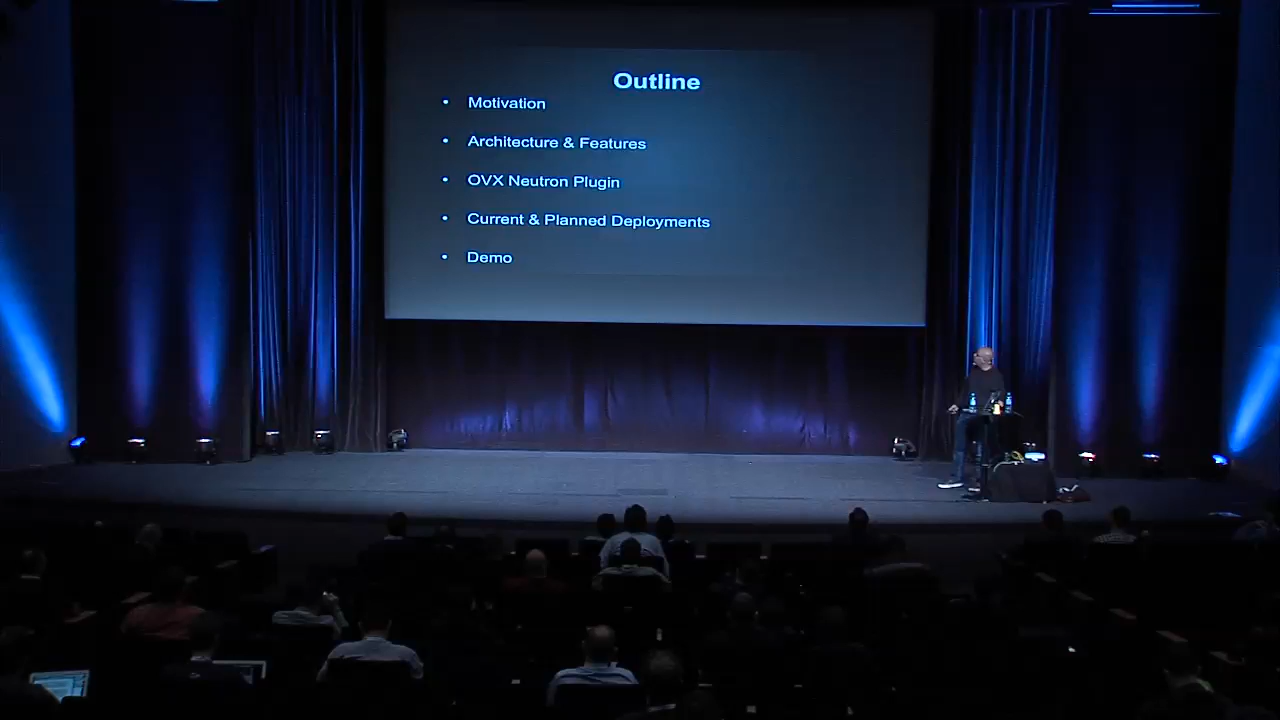 Outline
• Motivation
• Architecture & Features
• OVX Neutron Plugin
• Current & Planned Deployments
• Demo